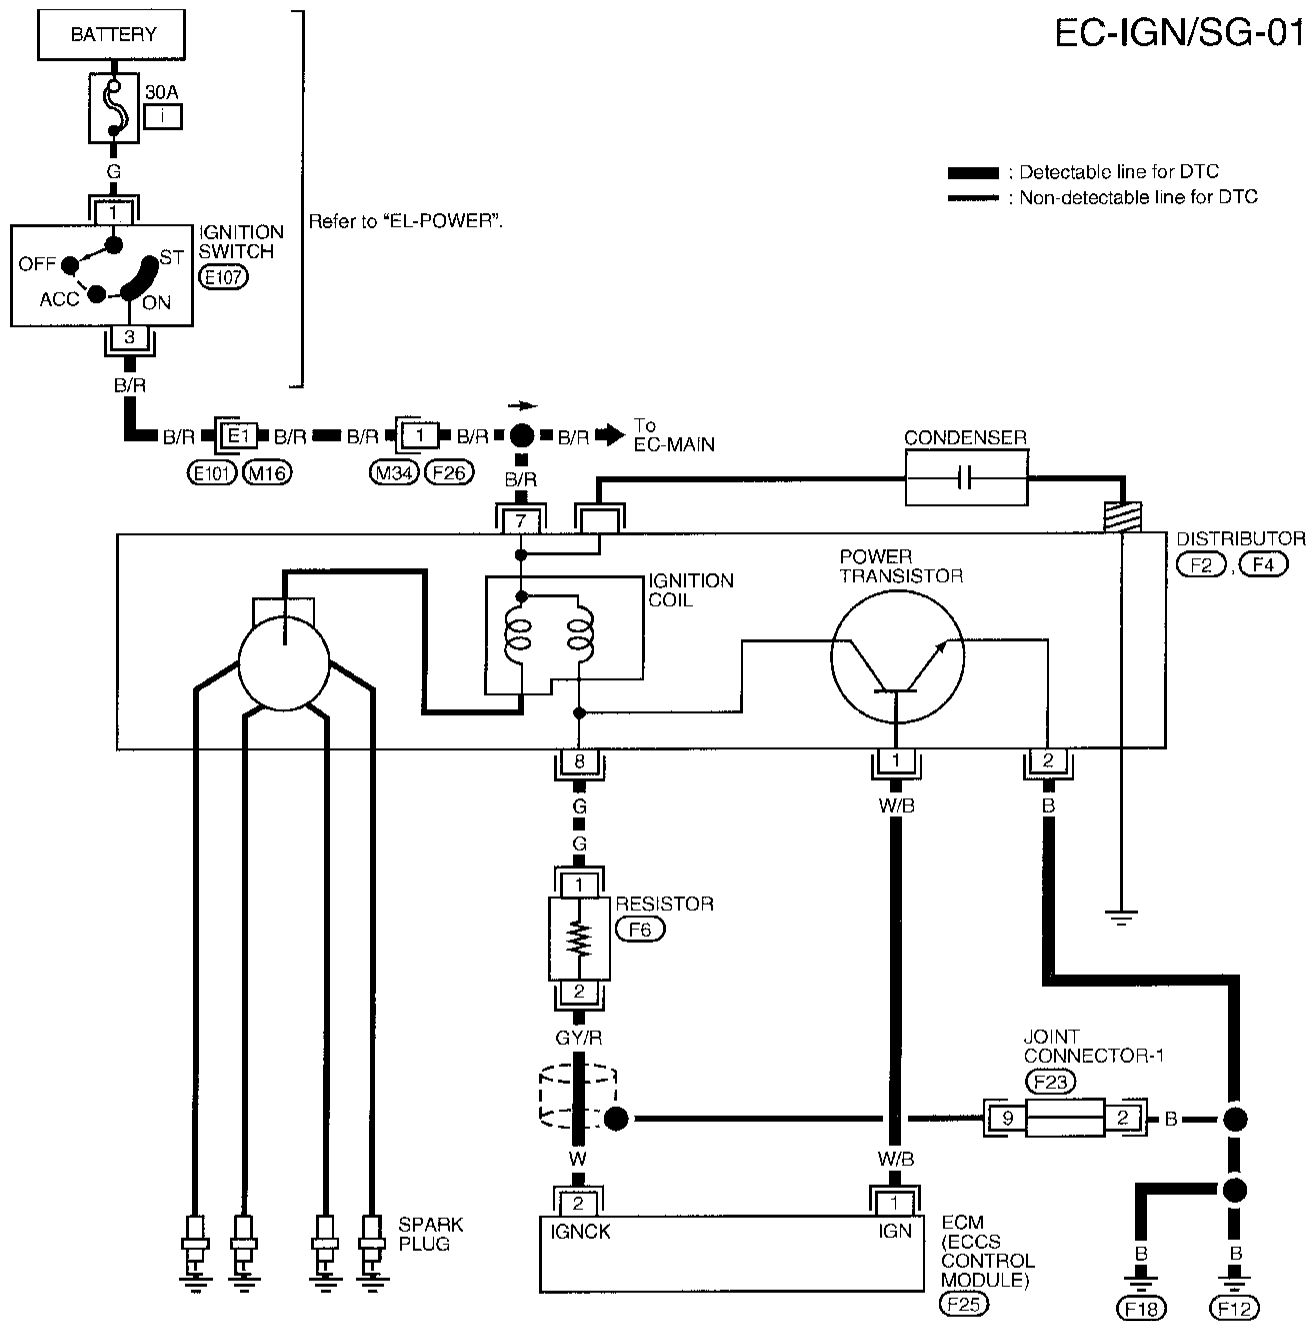 EC-IGN/SG-01
BATTERY
30A
i
G
: Detectable line for DTC
: Non-detectable line for DTC
1
IGNITION
SWITCH
E107
OFF
ST
ACC
ON
Refer to “EL-POWER”.
3
B/R
B/R
E1
B/R
B/R
1
B/R
B/R
To
EC-MAIN
E101
M16
M34
F26
B/R
CONDENSER
7
DISTRIBUTOR
F2 , F4
POWER
TRANSISTOR
IGNITION
COIL
8
1
2
G
W/B
B
G
1
RESISTOR
F6
2
GY/R
JOINT
CONNECTOR-1
F23
9
2
B
W
W/B
2
1
IGNCK
IGN
SPARK
PLUG
ECM
(ECCS
CONTROL
MODULE)
F25
B
B
F18
F12